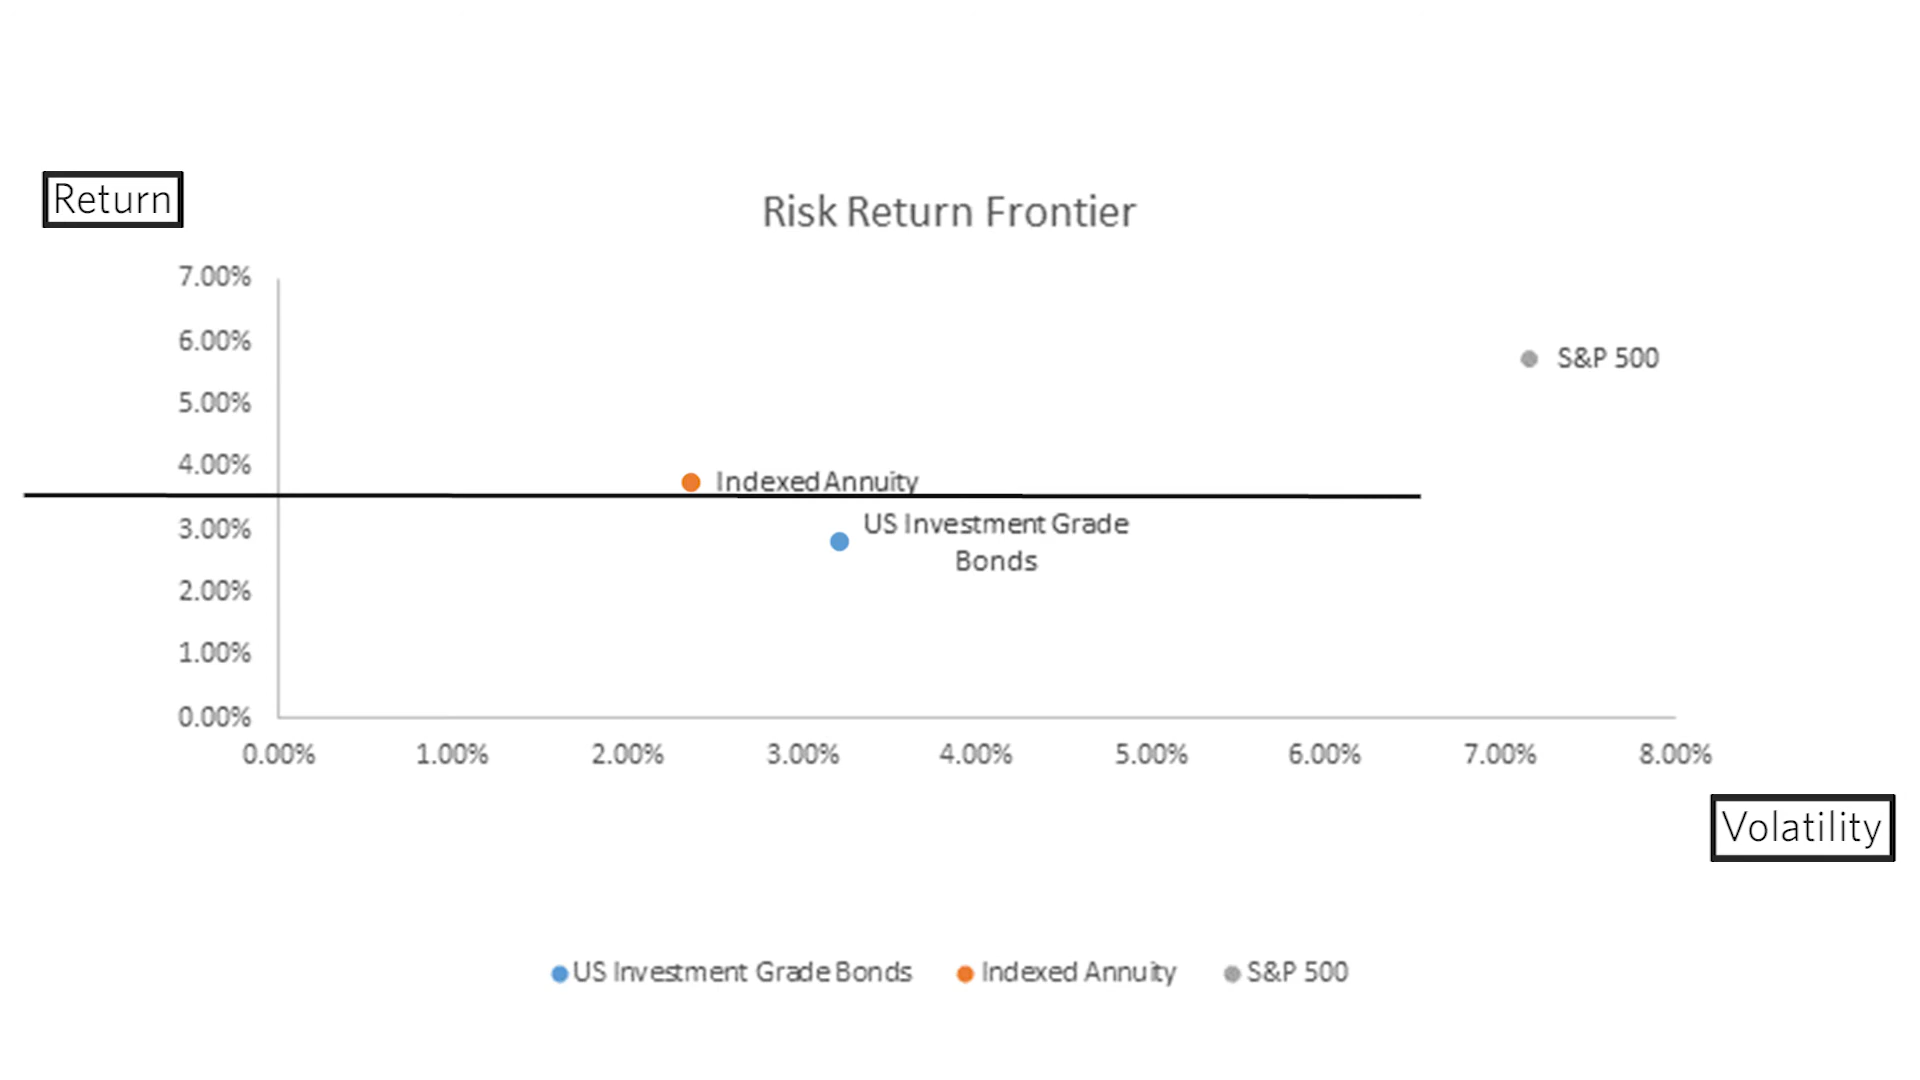 Return
Risk Return Frontier
7.00%
6.00%
S&P 500
5.00%
4.00%
Indexed Annuity
3.00%
US Investment Grade
Bonds
2.00%
1.00%
0.00%
0.00% 1.00% 2.00% 3.00% 4.00% 5.00% 6.00% 7.00% 8.00%
Volatility
US Investment Grade Bonds Indexed Annuity S&P 500